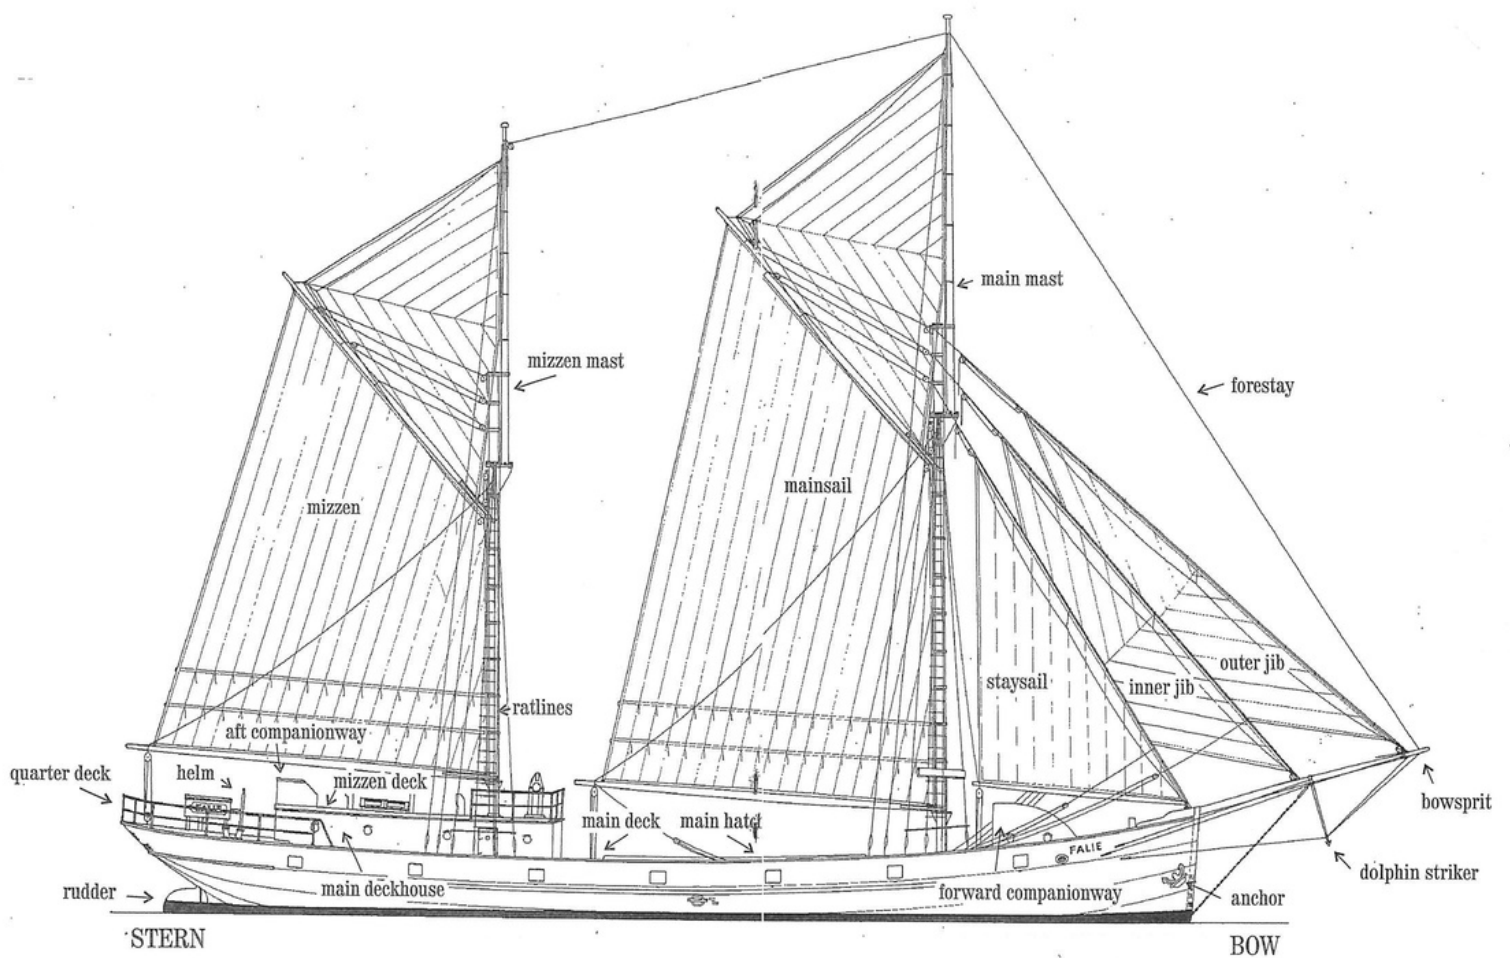 main mast
mizzen mast
forestay
mainsail
mizzen
outer jib
staysail
inner jib
ratlines
aft companionway
quarter deck
helm
mizzen deck
bowsprit
main deck
main hatch
FALIE
FALIE
dolphin striker
rudder
main deckhouse
forward companionway
anchor
STERN
BOW